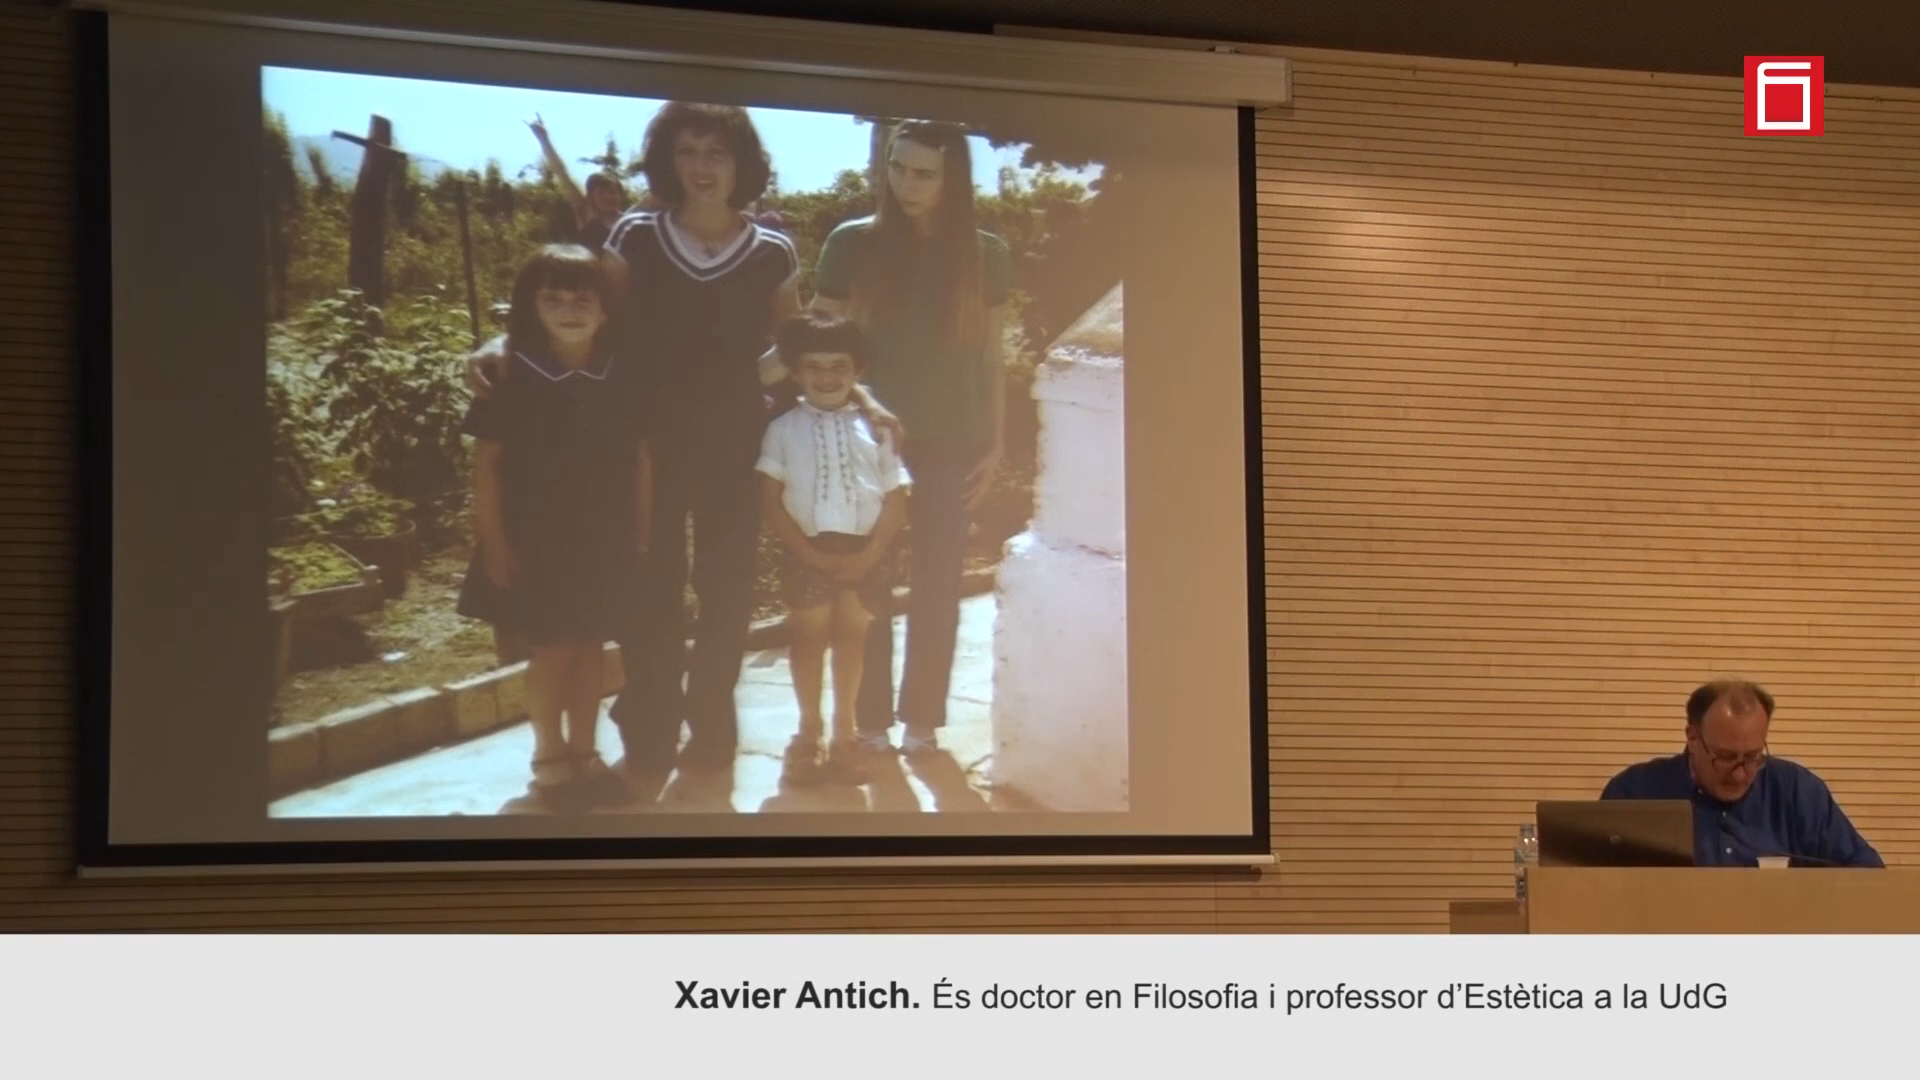 Xavier Antich. És doctor en Filosofia i professor d’Estètica a la UdG